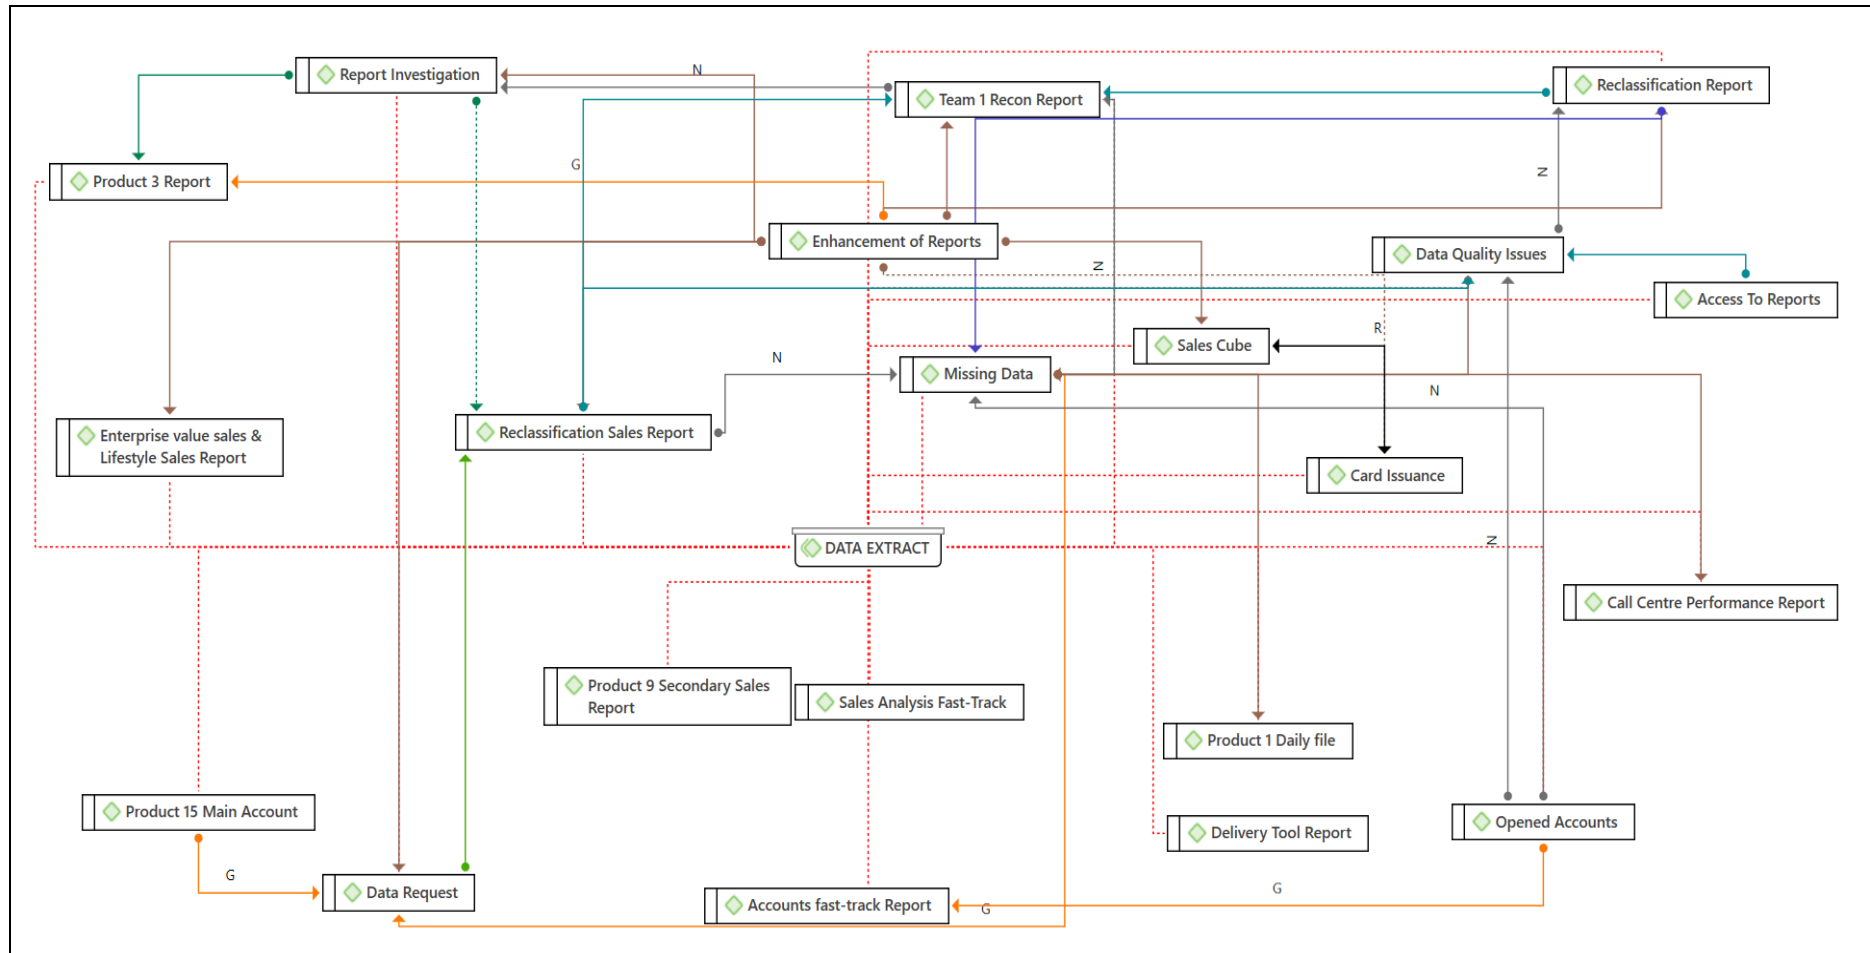 Report Investigation
N
Team 1 Recon Report
Reclassification Report
G
N
Product 3 Report
Enhancement of Reports
N
Data Quality Issues
Access To Reports
R
Sales Cube
N
Missing Data
N
Enterprise value sales &
Lifestyle Sales Report
Reclassification Sales Report
Card Issuance
DATA EXTRACT
N
Call Centre Performance Report
Product 9 Secondary Sales
Report
Sales Analysis Fast-Track
Product 1 Daily file
Product 15 Main Account
Delivery Tool Report
Opened Accounts
G
Data Request
G
Accounts fast-track Report
G